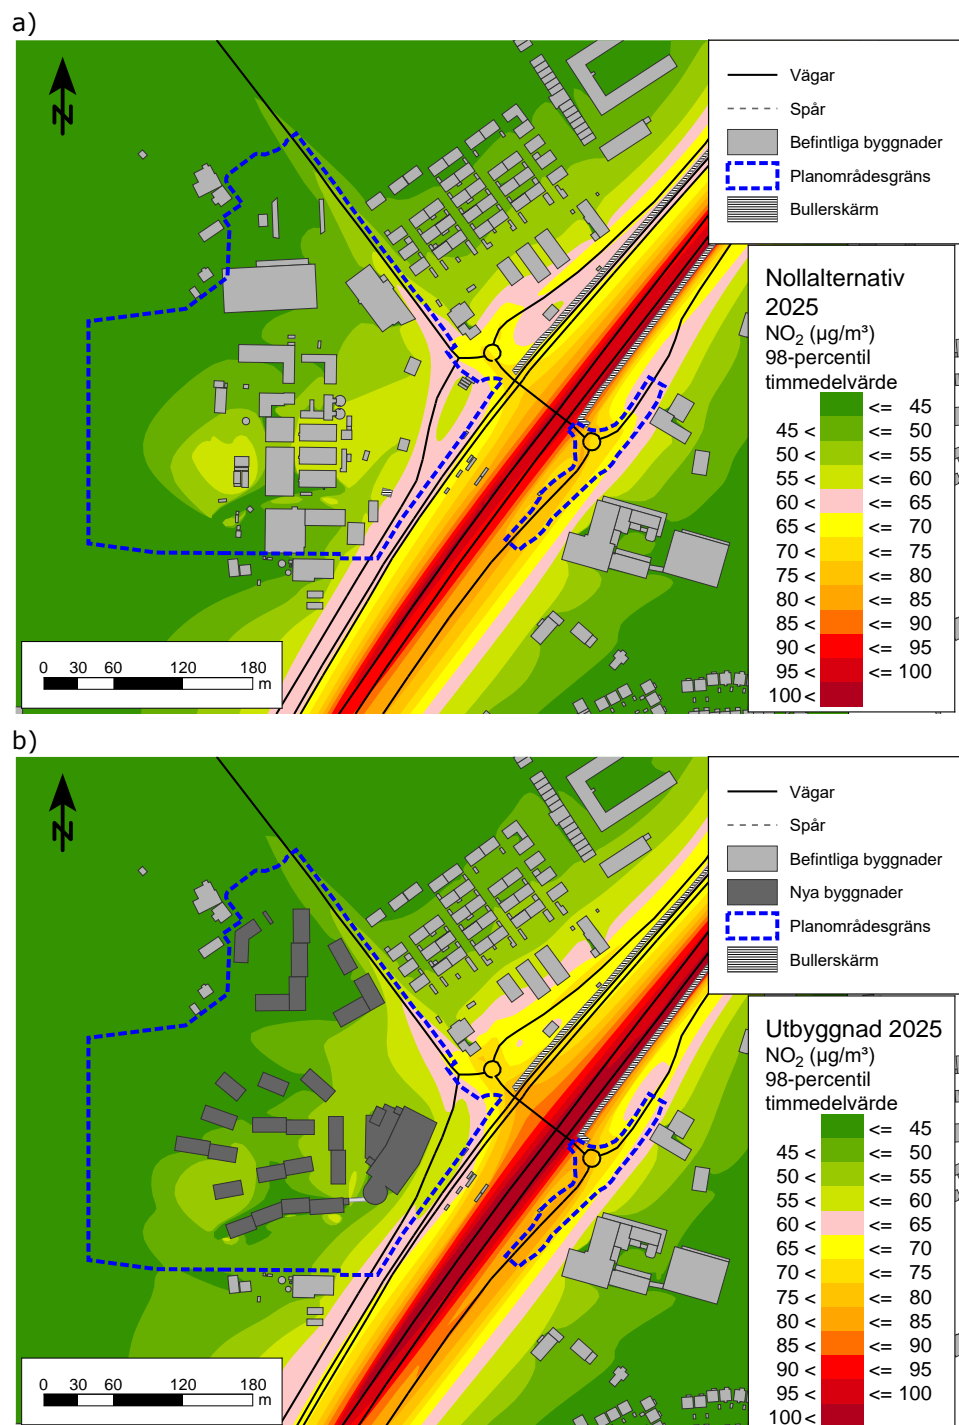 a)
N
Vägar
Spår
Befintliga byggnader
Planområdesgräns
Bullerskärm
Nollalternativ
2025
NO₂ (µg/m³)
98-percentil
timmedelvärde
<= 45
45 < <= 50
50 < <= 55
55 < <= 60
60 < <= 65
65 < <= 70
70 < <= 75
75 < <= 80
80 < <= 85
85 < <= 90
90 < <= 95
95 < <= 100
100 <
0 30 60 120 180
m
b)
N
Vägar
Spår
Befintliga byggnader
Nya byggnader
Planområdesgräns
Bullerskärm
Utbyggnad 2025
NO₂ (µg/m³)
98-percentil
timmedelvärde
<= 45
45 < <= 50
50 < <= 55
55 < <= 60
60 < <= 65
65 < <= 70
70 < <= 75
75 < <= 80
80 < <= 85
85 < <= 90
90 < <= 95
95 < <= 100
100 <
0 30 60 120 180
m